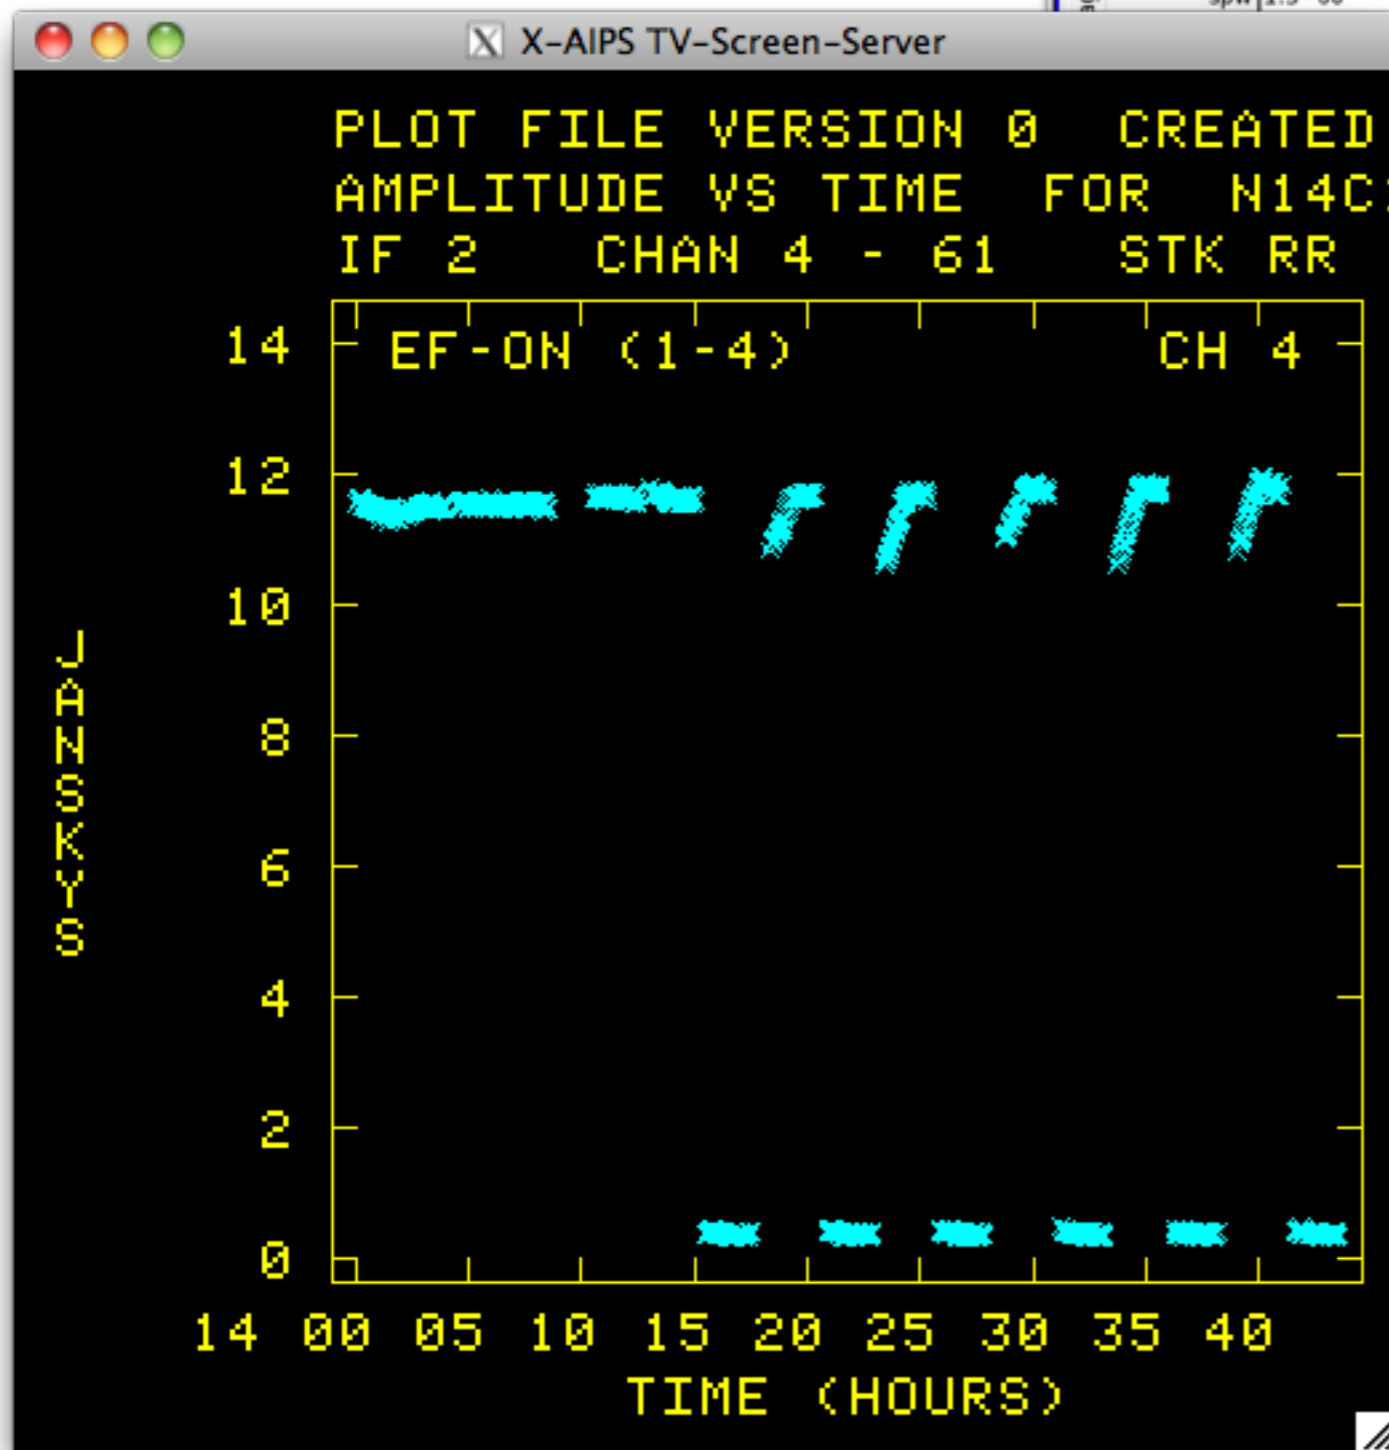 X-AIPS TV-Screen-Server
PLOT FILE VERSION 0 CREATED
AMPLITUDE VS TIME FOR N14C
IF 2 CHAN 4 - 61 STK RR
EF-ON (1-4) CH 4
14
12
10
8
6
4
2
0
JANSKYS
14 00 05 10 15 20 25 30 35 40
TIME (HOURS)